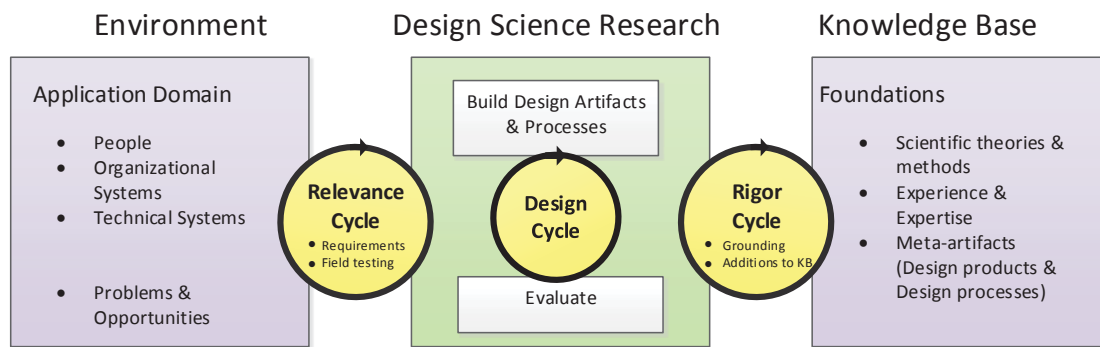 Environment
Design Science Research
Knowledge Base
Application Domain
• People
• Organizational
Systems
• Technical Systems
• Problems &
Opportunities
Relevance
Cycle
• Requirements
• Field testing
Build Design Artifacts
& Processes
Design
Cycle
Evaluate
Rigor
Cycle
• Grounding
• Additions to KB
Foundations
• Scientific theories &
methods
• Experience &
Expertise
• Meta-artifacts
(Design products &
Design processes)